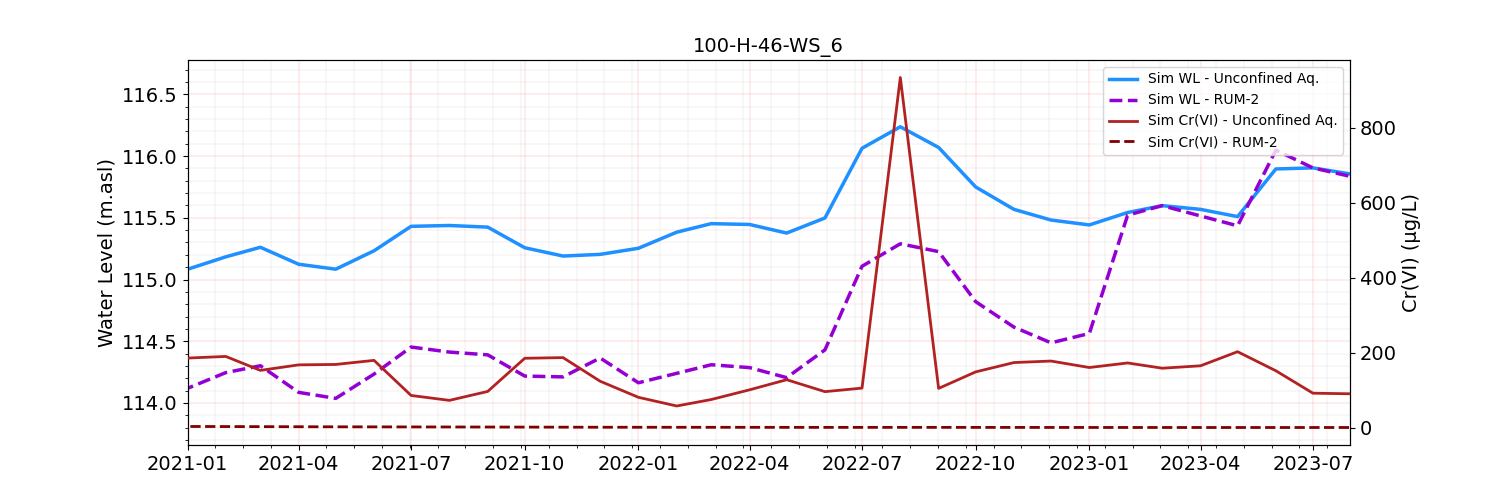 100-H-46-WS_6
Water Level (m.asl)
116.5
116.0
115.5
115.0
114.5
114.0
Sim WL - Unconfined Aq.
Sim WL - RUM-2
Sim Cr(VI) - Unconfined Aq.
Sim Cr(VI) - RUM-2
800
600
400
200
0
Cr(VI) (μg/L)
2021-01 2021-04 2021-07 2021-10 2022-01 2022-04 2022-07 2022-10 2023-01 2023-04 2023-07